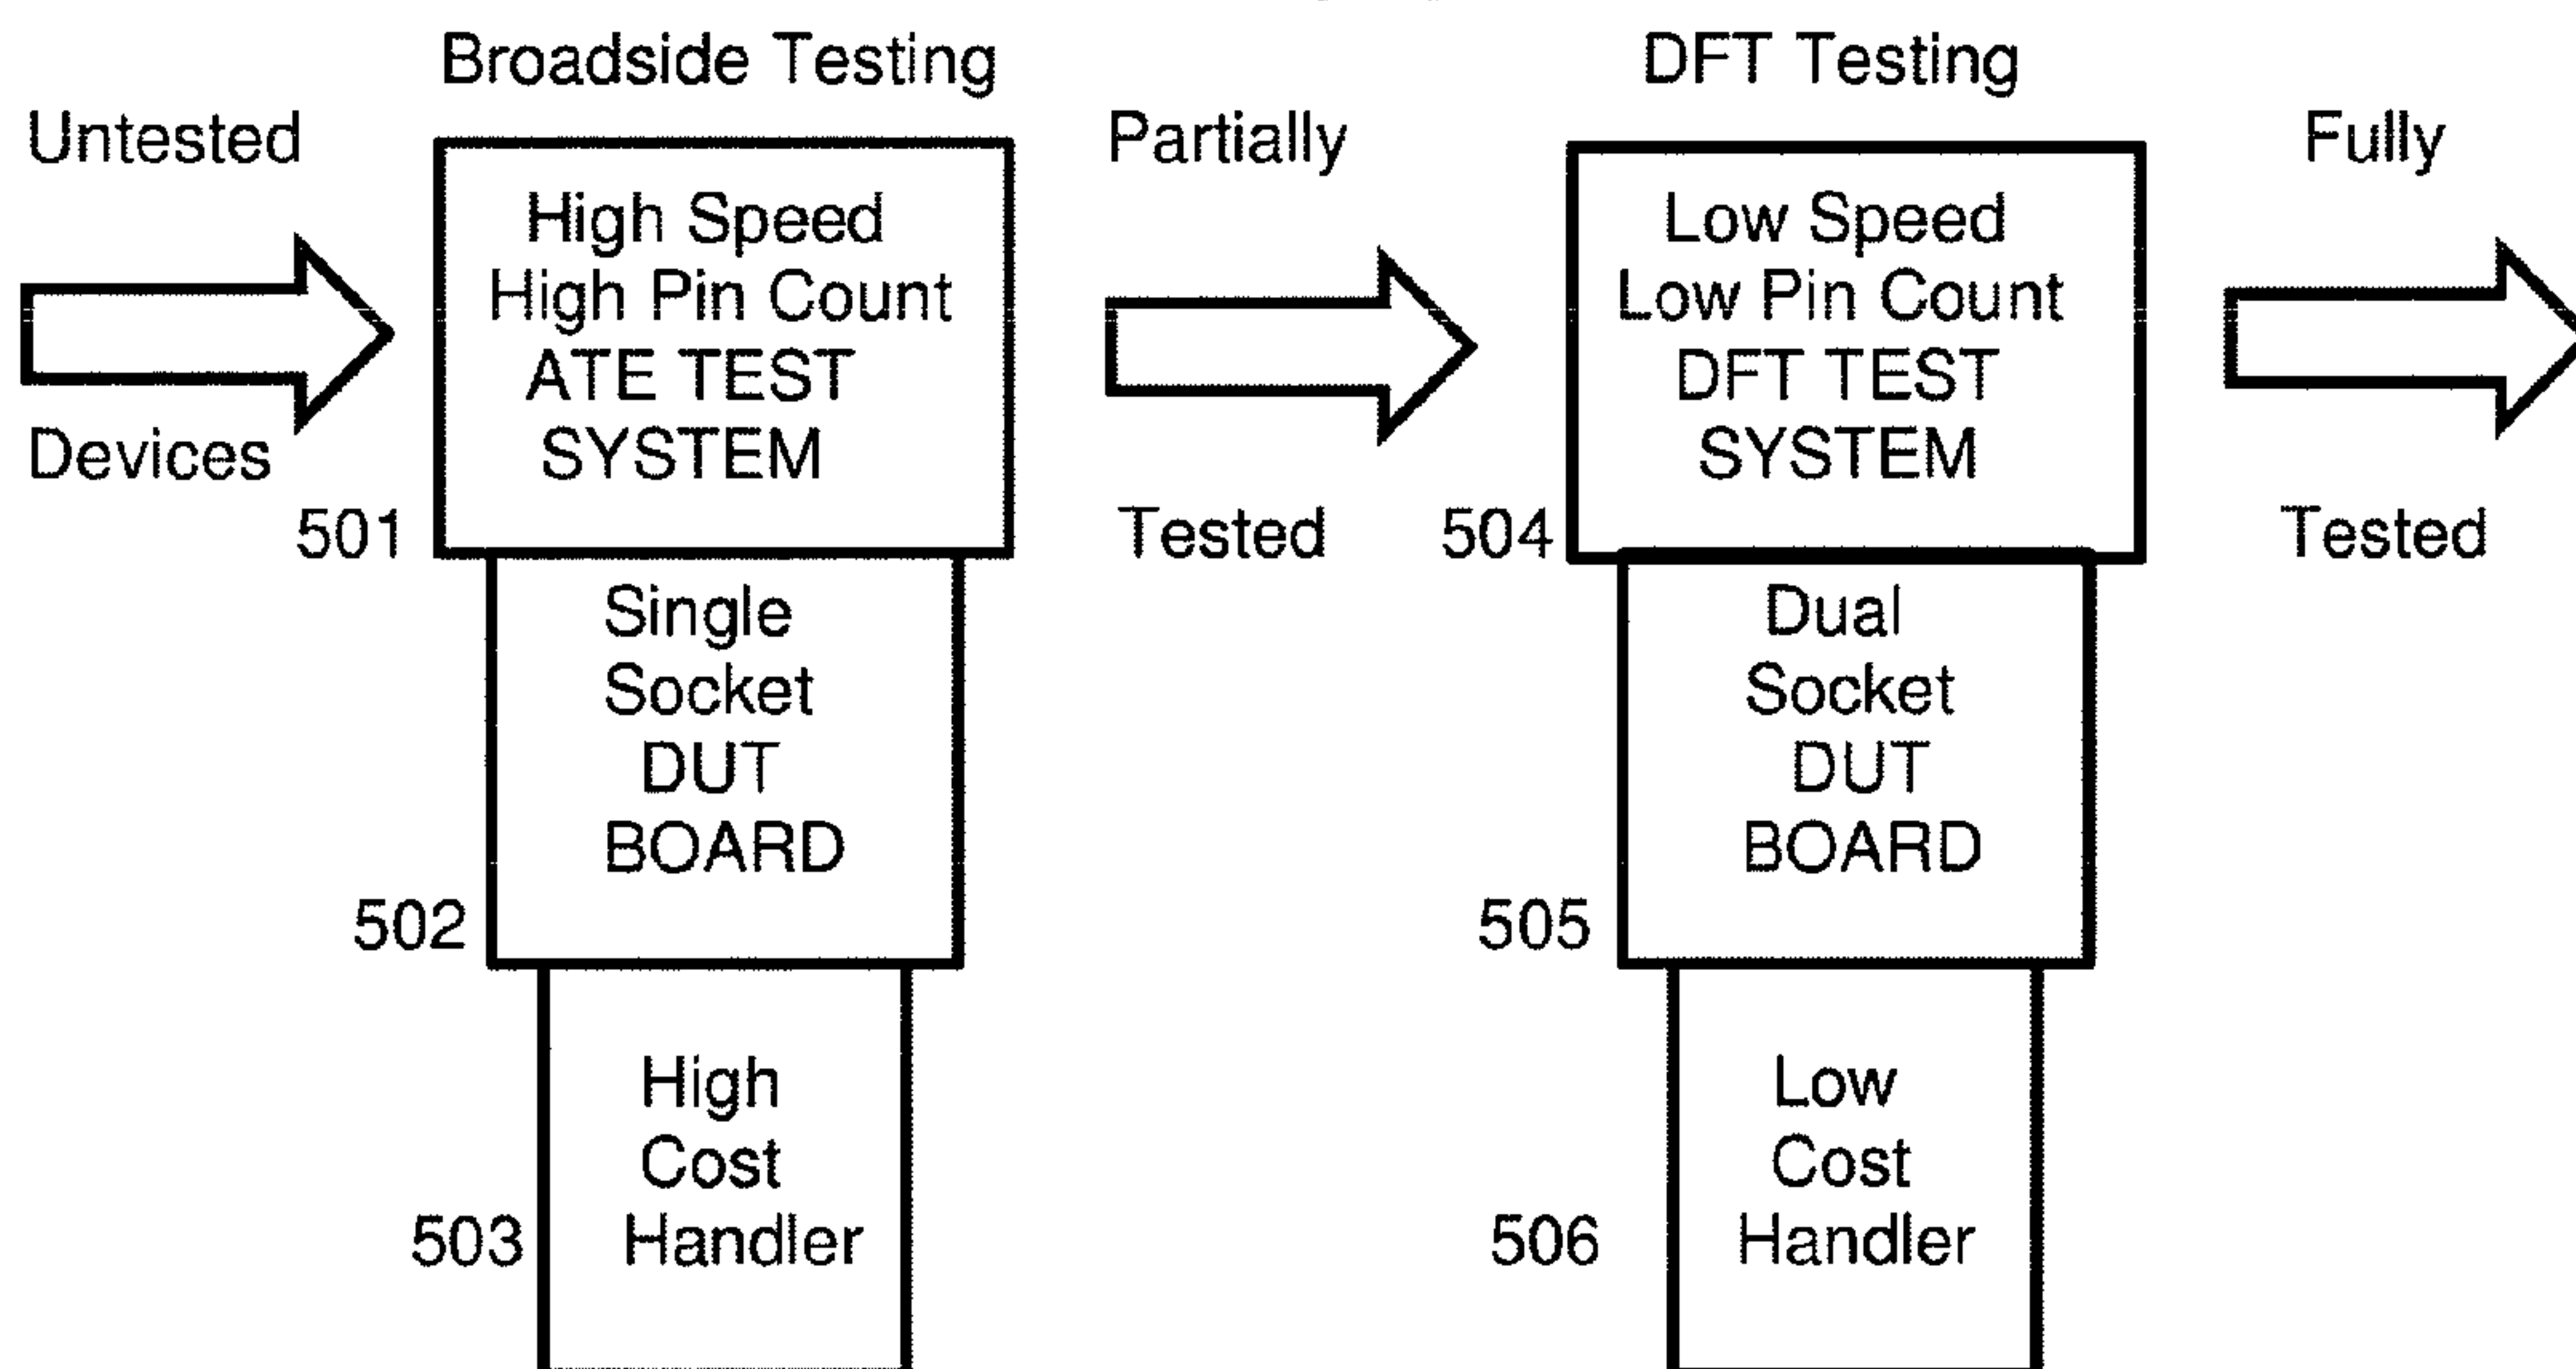 Broadside Testing
DFT Testing
Untested
Devices
High Speed
High Pin Count
ATE TEST
SYSTEM
501
Single
Socket
DUT
BOARD
502
High
Cost
Handler
503
Partially
Tested
Low Speed
Low Pin Count
DFT TEST
SYSTEM
504
Dual
Socket
DUT
BOARD
505
Low
Cost
Handler
506
Fully
Tested